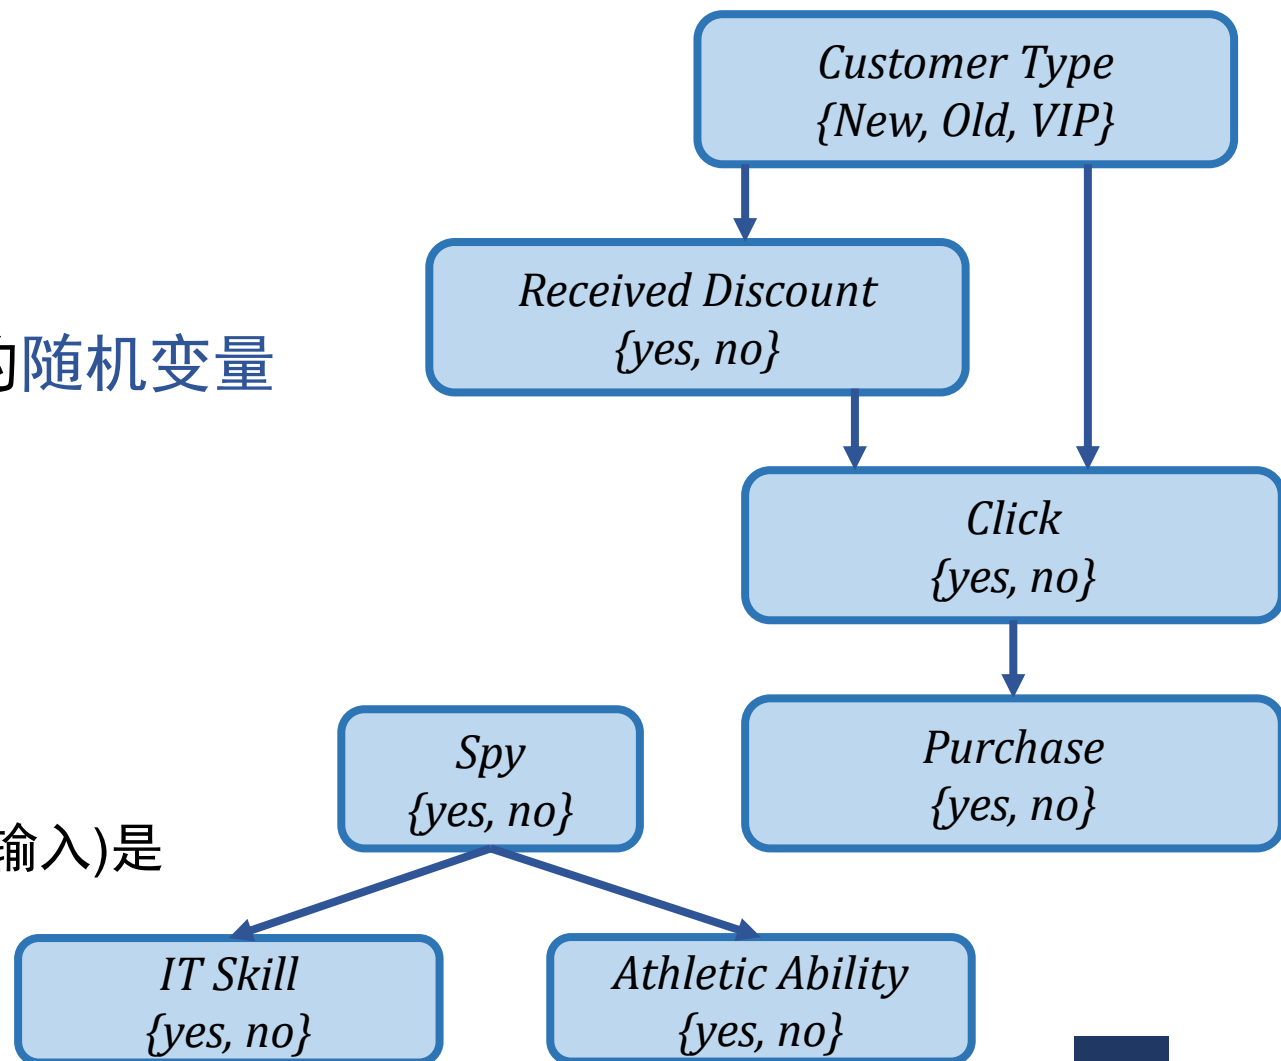 Customer Type
{New, Old, VIP}
Received Discount
{yes, no}
的随机变量
Click
{yes, no}
Purchase
{yes, no}
Spy
{yes, no}
输入)是
IT Skill
{yes, no}
Athletic Ability
{yes, no}